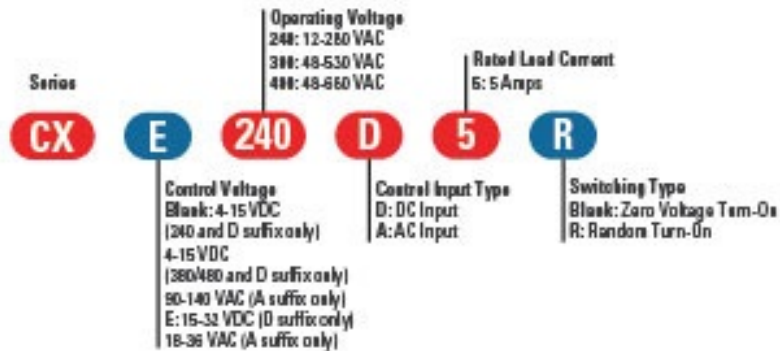 Operating Voltage
240: 12-280 VAC
380: 48-530 VAC
480: 48-660 VAC
Rated Load Current
5: 5 Amps
Series
CX E 240 D 5 R
Control Voltage
Blank: 4-15 VDC
(240 and D suffix only)
4-15 VDC
(380/480 and D suffix only)
90-140 VAC (A suffix only)
E: 15-32 VDC (D suffix only)
18-36 VAC (A suffix only)
Control Input Type
D: DC Input
A: AC Input
Switching Type
Blank: Zero Voltage Turn-On
R: Random Turn-On